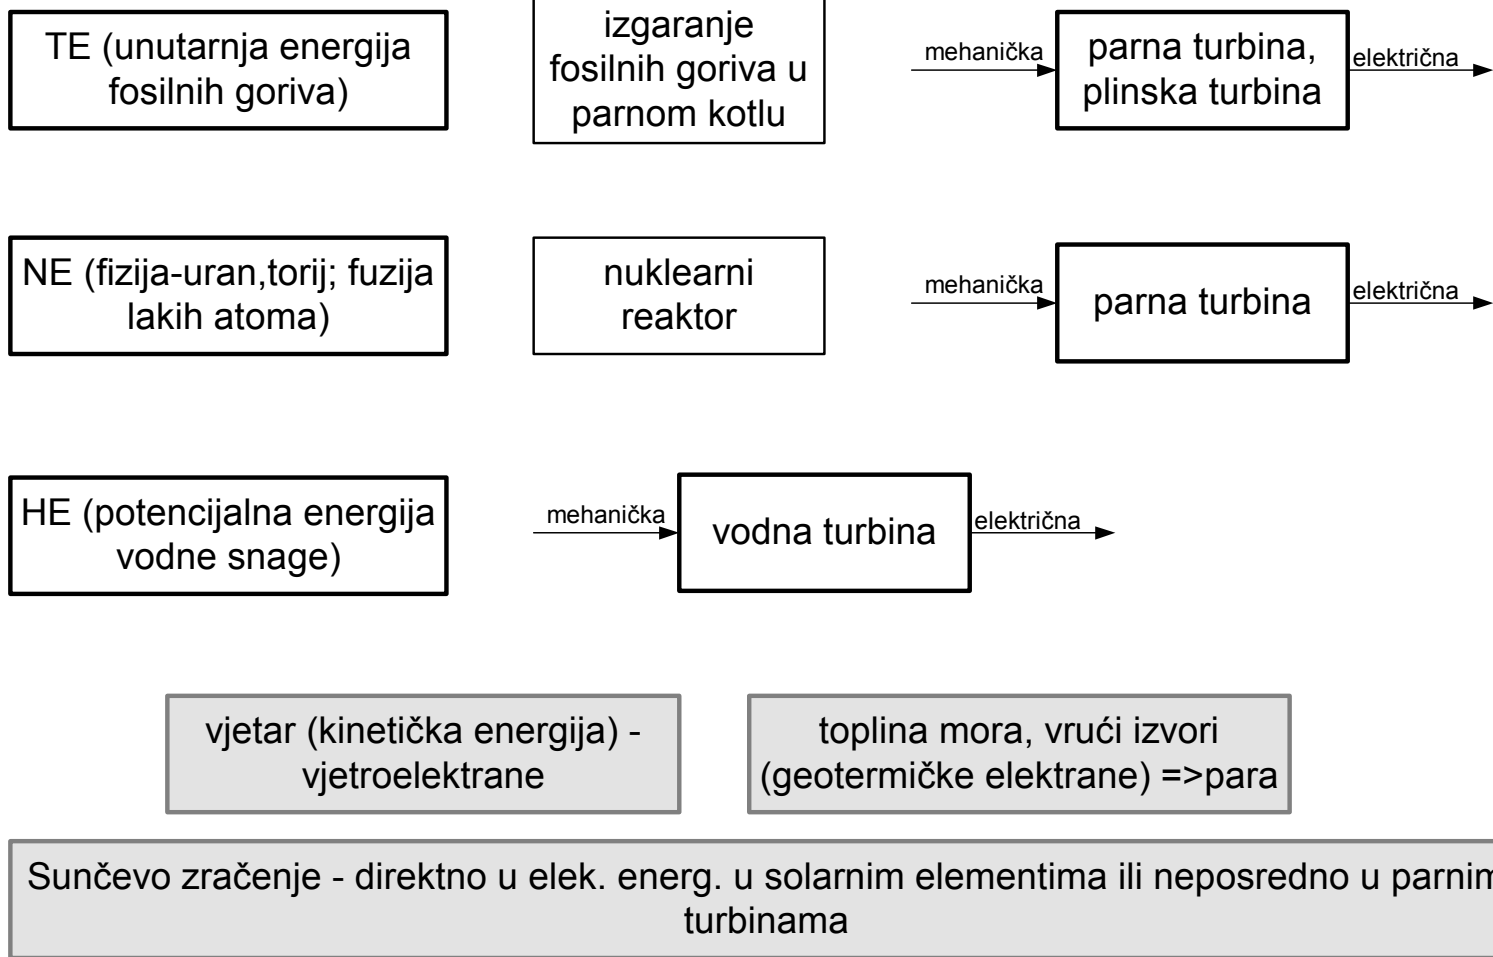 TE (unutarnja energija
fosilnih goriva)
izgaranje
fosilnih goriva u
parnom kotlu
mehanička
parna turbina,
plinska turbina
električna
NE (fizija-uran,torij; fuzija
lakih atoma)
nuklearni
reaktor
mehanička
parna turbina
električna
HE (potencijalna energija
vodne snage)
mehanička
vodna turbina
električna
vjetar (kinetička energija) -
vjetroelektrane
toplina mora, vrući izvori
(geotermičke elektrane) =>para
Sunčevo zračenje - direktno u elek. energ. u solarnim elementima ili neposredno u parnim
turbinama